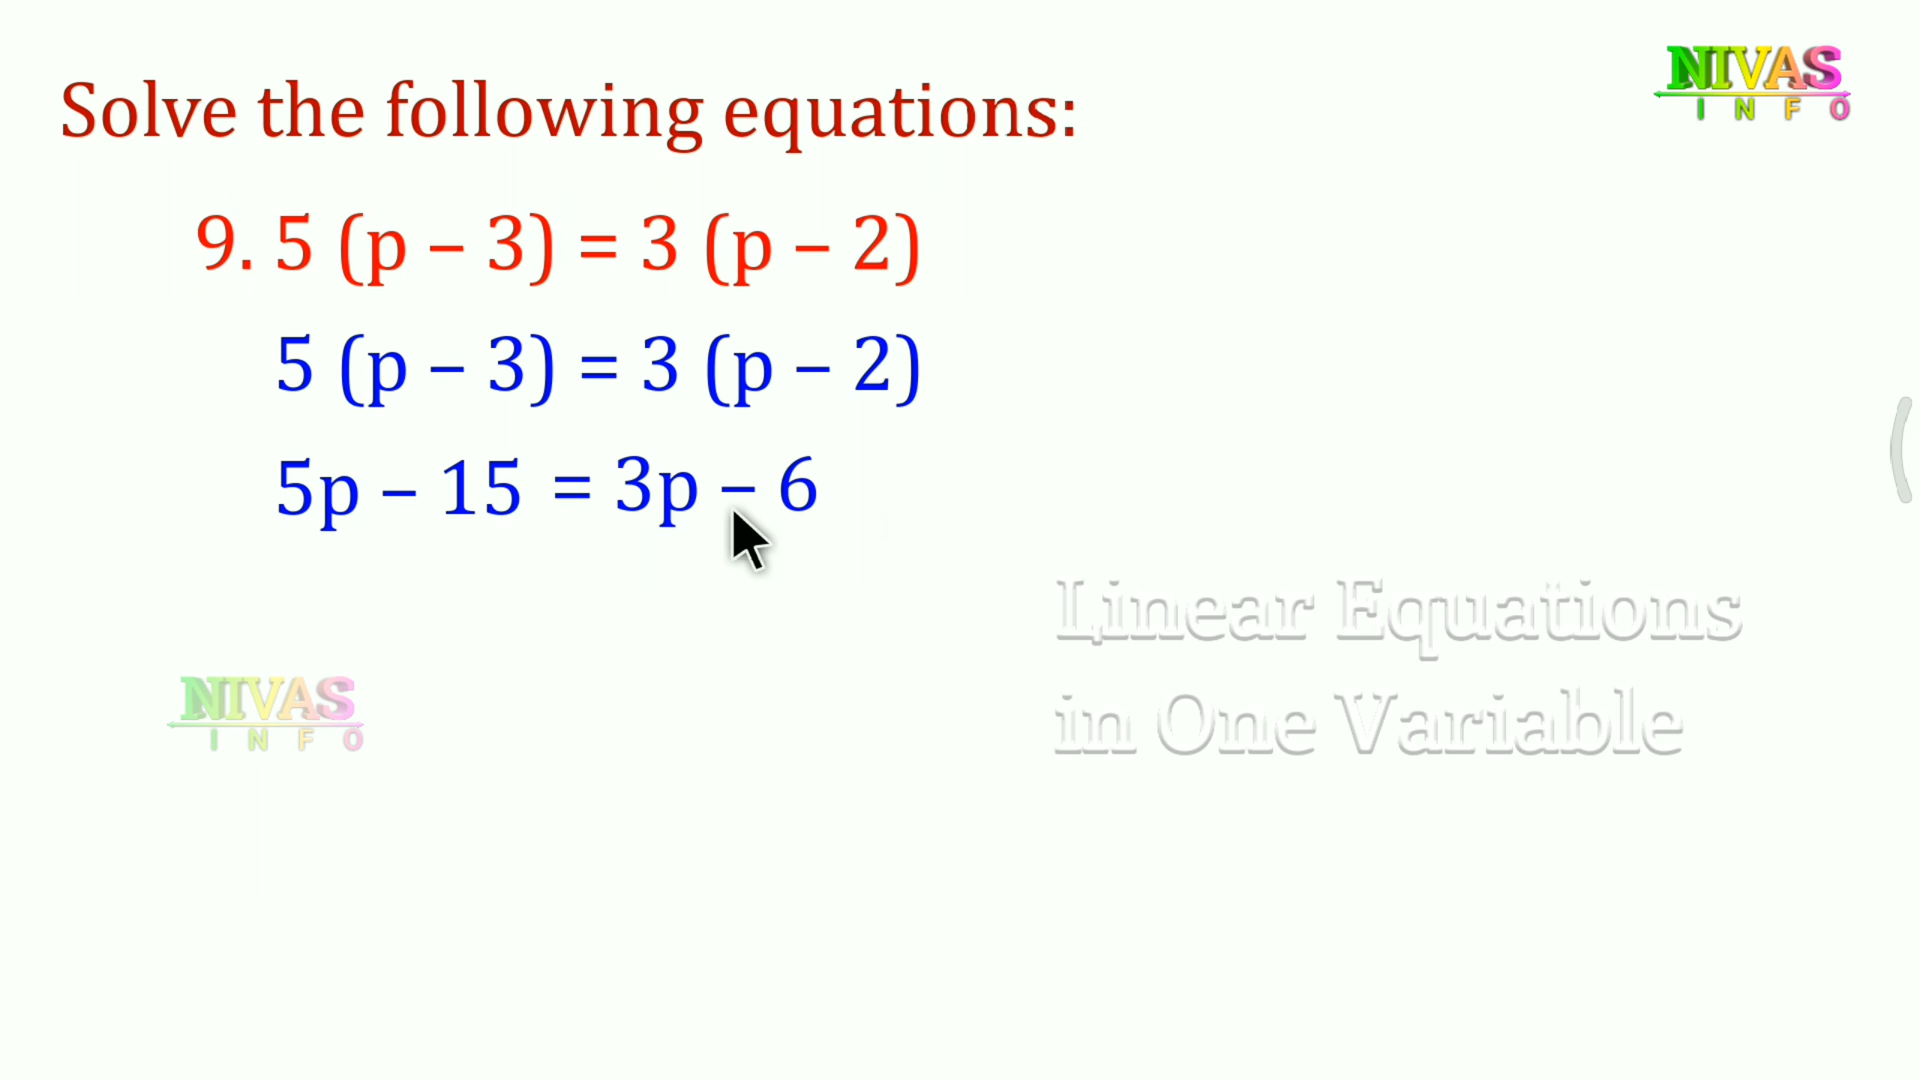 NIVAS
INFO
Solve the following equations:
9. 5 (p – 3) = 3 (p – 2)
5 (p – 3) = 3 (p – 2)
5p – 15 = 3p – 6
Linear Equations
in One Variable
NIVAS
INFO